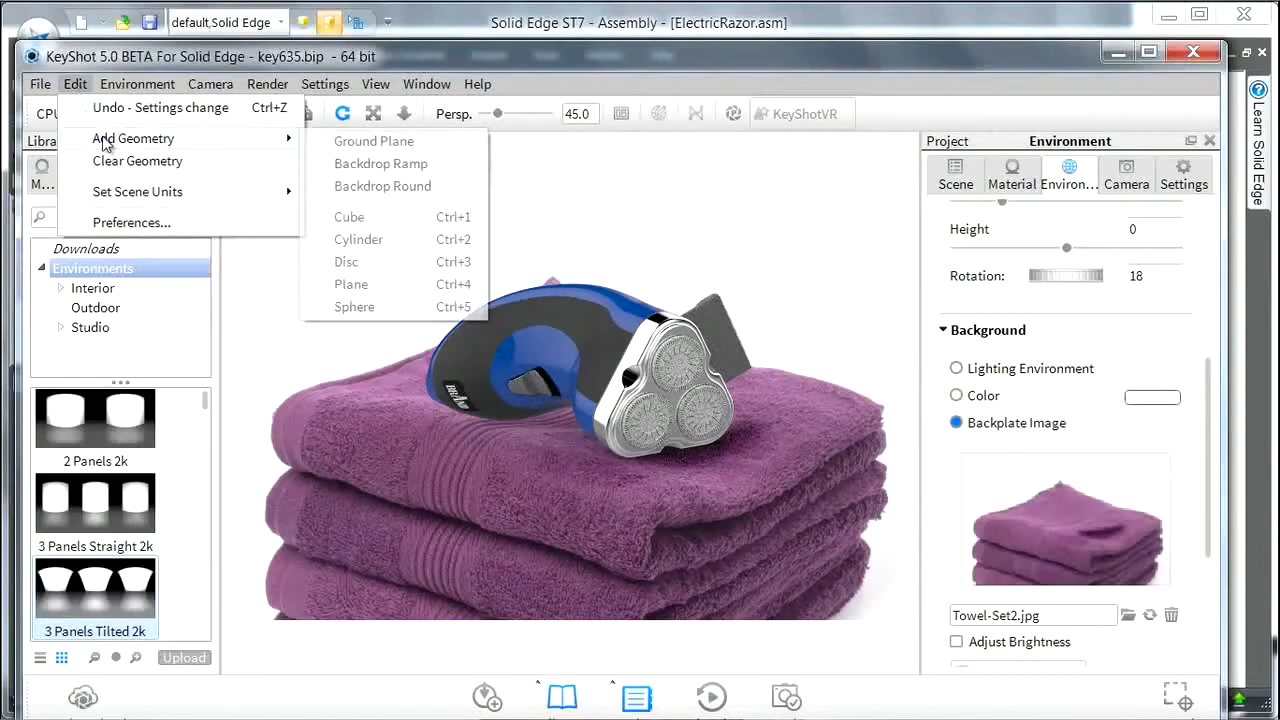 default,Solid Edge
Solid Edge ST7 - Assembly - [ElectricRazor.asm]
KeyShot 5.0 BETA For Solid Edge - key635.bip - 64 bit
File Edit Environment Camera Render Settings View Window Help
CPU
Persp. 45.0 KeyShotVR
Undo - Settings change Ctrl+Z
Add Geometry
Clear Geometry
Set Scene Units
Preferences...
Ground Plane
Backdrop Ramp
Backdrop Round
Cube Ctrl+1
Cylinder Ctrl+2
Disc Ctrl+3
Plane Ctrl+4
Sphere Ctrl+5
Libra
M...
Downloads
Environments
Interior
Outdoor
Studio
2 Panels 2k
3 Panels Straight 2k
3 Panels Tilted 2k
Upload
Project Environment
Scene Material Environ... Camera Settings
Height 0
Rotation: 18
Background
Lighting Environment
Color
Backplate Image
Towel-Set2.jpg
Adjust Brightness
Learn Solid Edge